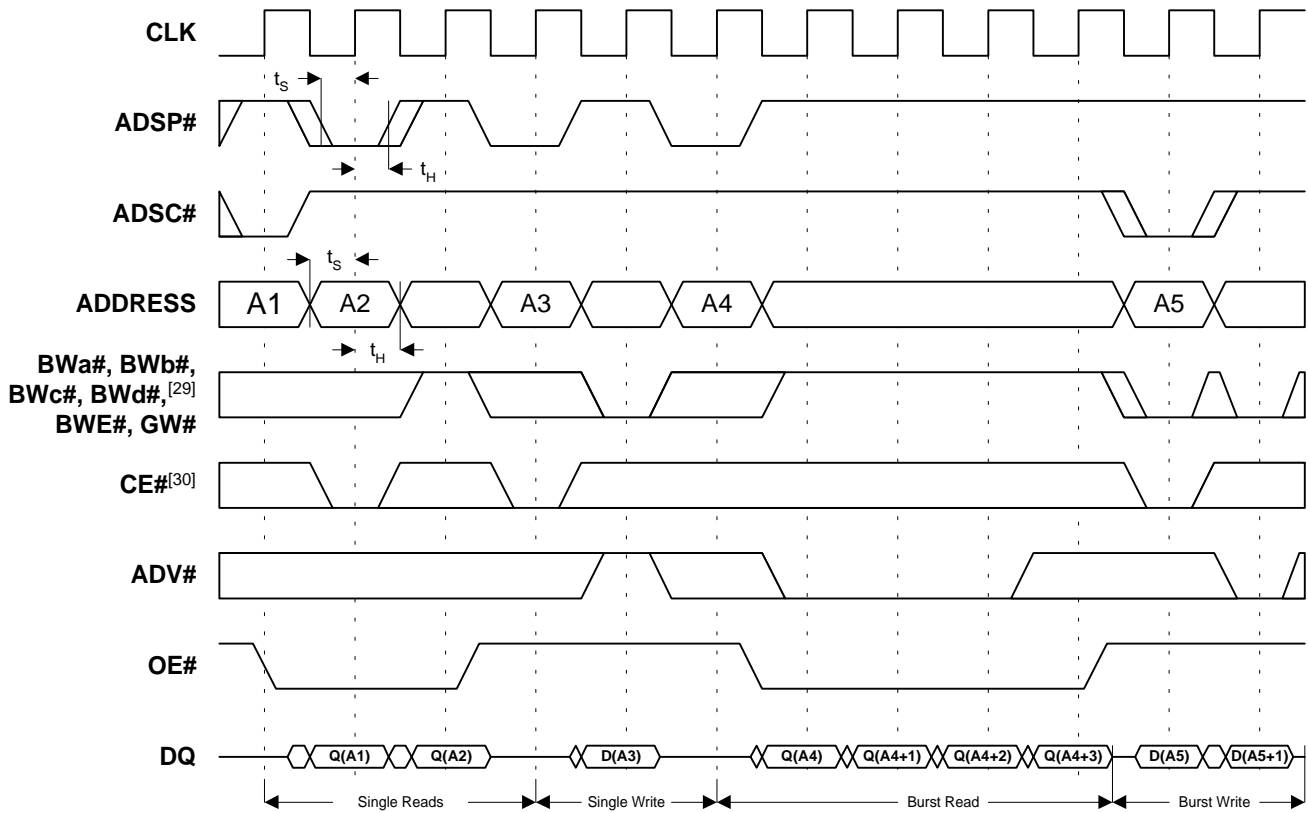 CLK
tS
ADSP#
tH
ADSC#
tS
ADDRESS A1 A2 A3 A4 A5
tH
BWa#, BWb#,
BWc#, BWd#,[29]
BWE#, GW#
CE#[30]
ADV#
OE#
DQ Q(A1) Q(A2) D(A3) Q(A4) Q(A4+1) Q(A4+2) Q(A4+3) D(A5) D(A5+1)
Single Reads Single Write Burst Read Burst Write